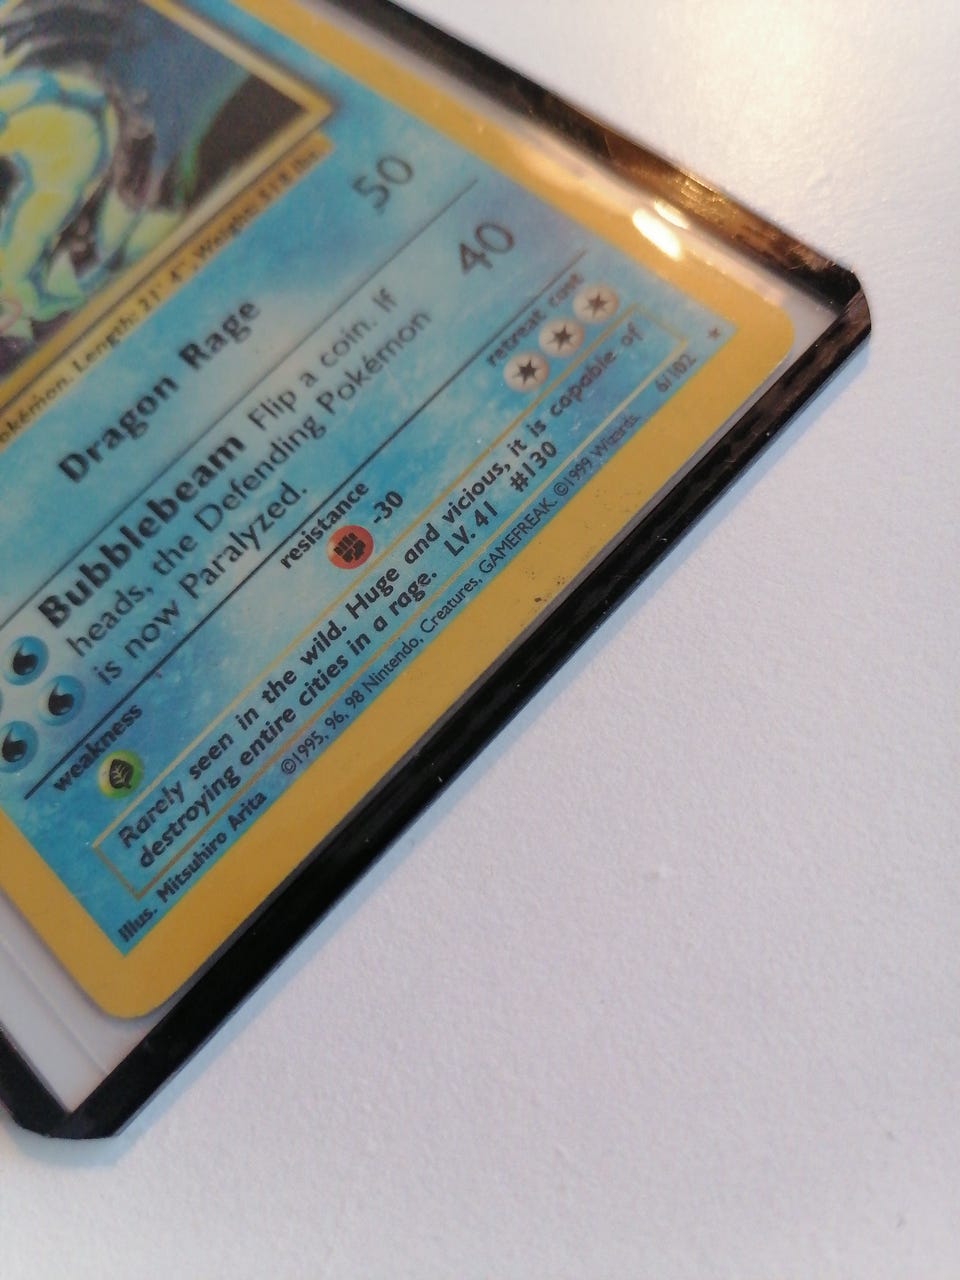 okémon. Length: 21' 4", Weight: 519 lbs.
Dragon Rage 50
Bubblebeam Flip a coin. If
heads, the Defending Pokémon
is now Paralyzed.
40
weakness resistance retreat cost
-30
Rarely seen in the wild. Huge and vicious, it is capable of
destroying entire cities in a rage. LV. 41 #130
Illus. Mitsuhiro Arita ©1995, 96, 98 Nintendo, Creatures, GAMEFREAK. ©1999 Wizards. 6/102 ★